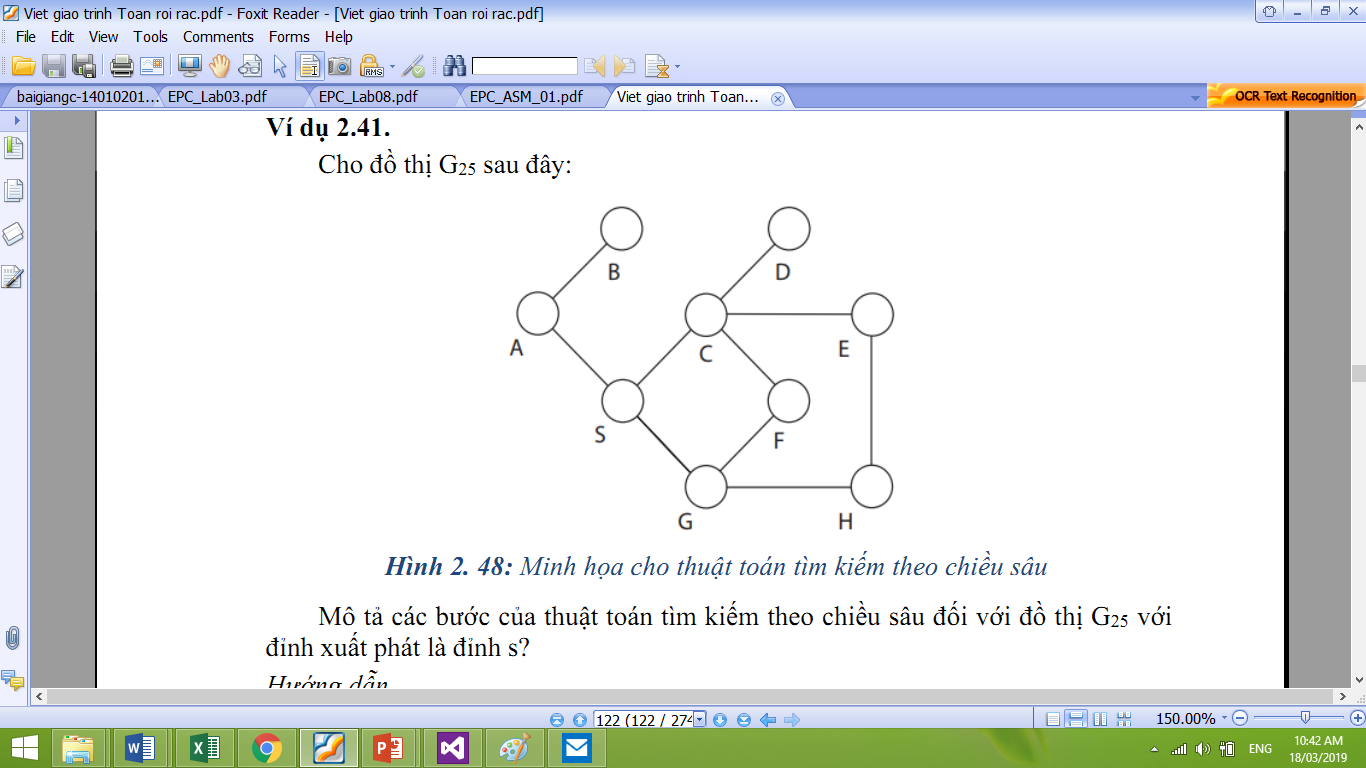 Viet giao trinh Toan roi rac.pdf - Foxit Reader - [Viet giao trinh Toan roi rac.pdf]
File Edit View Tools Comments Forms Help
RMS
baigiangc-14010201... EPC_Lab03.pdf EPC_Lab08.pdf EPC_ASM_01.pdf Viet giao trinh Toan... OCR Text Recognition
Ví dụ 2.41.
Cho đồ thị G25 sau đây:
B D
A C E
S F
G H
Hình 2. 48: Minh họa cho thuật toán tìm kiếm theo chiều sâu
Mô tả các bước của thuật toán tìm kiếm theo chiều sâu đối với đồ thị G25 với
đỉnh xuất phát là đỉnh s?
Hướng dẫn
122 (122 / 274 150.00%
ENG 10:42 AM
18/03/2019